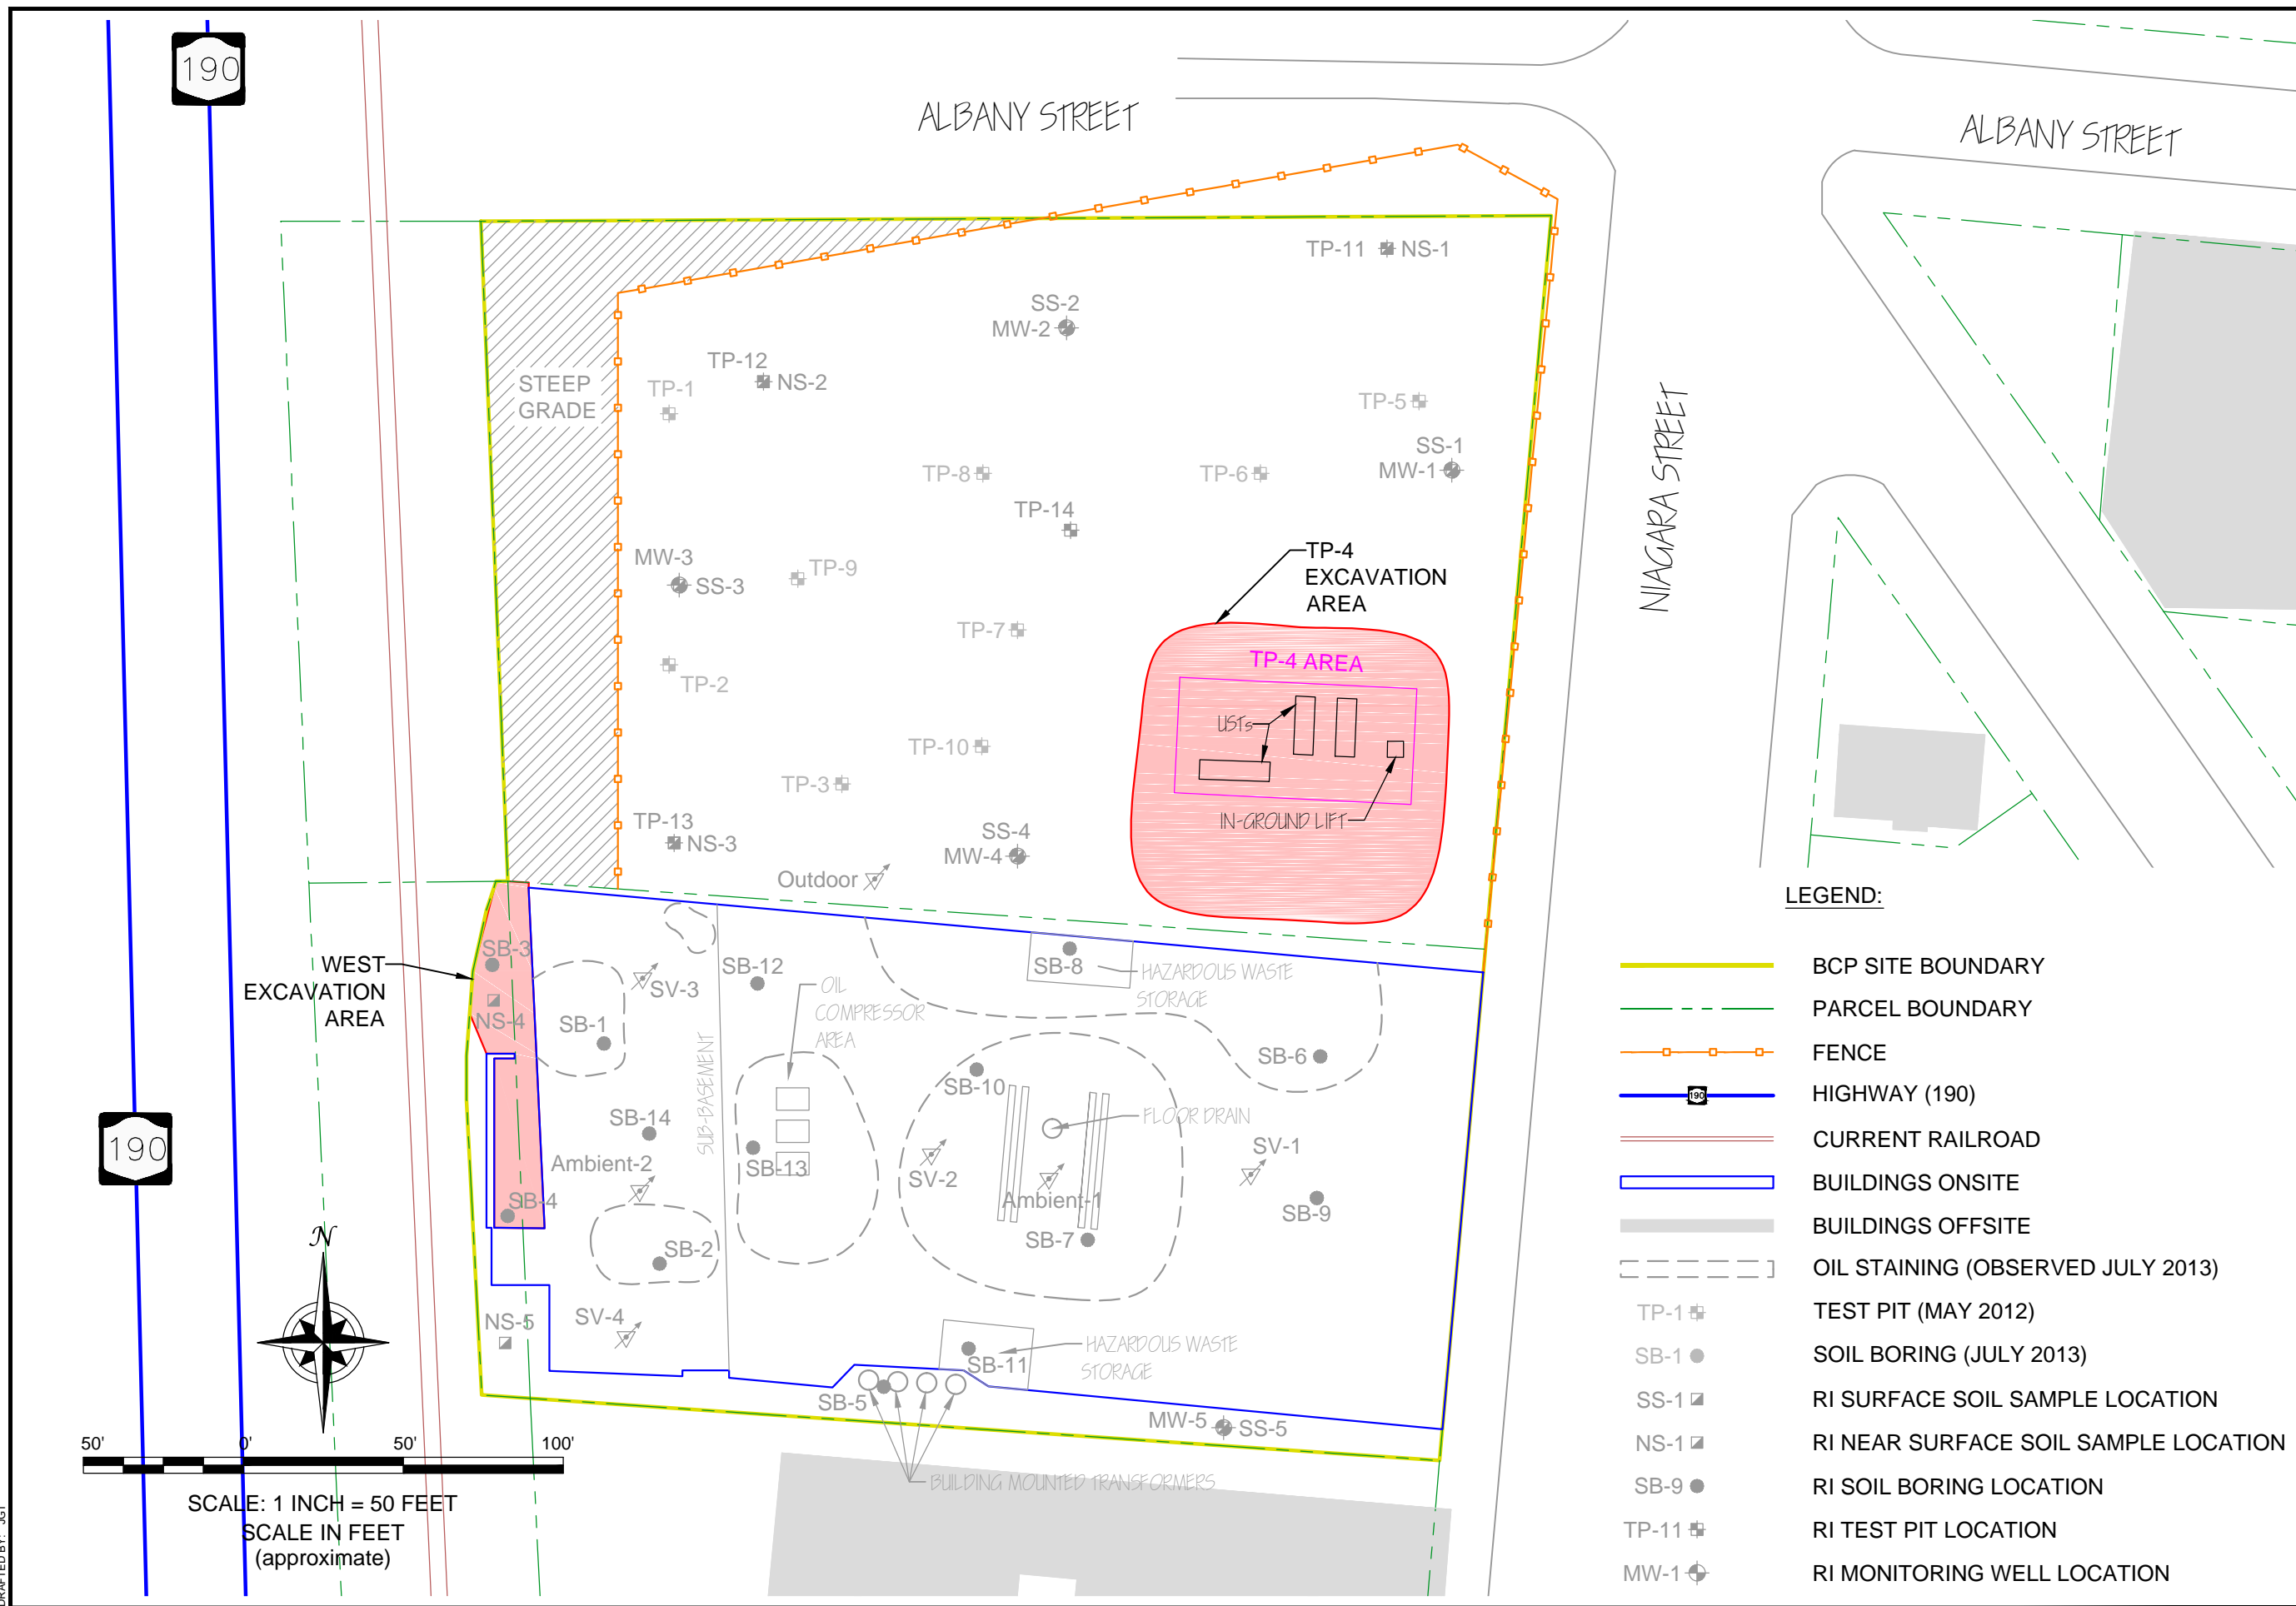 190
ALBANY STREET
ALBANY STREET
NIAGARA STREET
TP-11 NS-1
SS-2
MW-2
TP-12
NS-2
STEEP
GRADE
TP-1
TP-5
SS-1
MW-1
TP-8
TP-6
TP-14
MW-3
SS-3
TP-9
TP-4
EXCAVATION
AREA
TP-7
TP-2
TP-4 AREA
USTs
IN-GROUND LIFT
TP-10
TP-3
TP-13
NS-3
SS-4
MW-4
Outdoor
WEST
EXCAVATION
AREA
SB-3
NS-4
SV-3
SB-12
SB-8
HAZARDOUS WASTE
STORAGE
OIL
COMPRESSOR
AREA
SB-1
SUB-BASEMENT
SB-6
SB-10
FLOOR DRAIN
SB-14
SB-13
190
Ambient-2
SV-2
Ambient-1
SV-1
SB-4
SB-9
SB-2
SB-7
N
NS-5
SV-4
SB-11
HAZARDOUS WASTE
STORAGE
SB-5
MW-5 SS-5
BUILDING MOUNTED TRANSFORMERS
50' 0' 50' 100'
SCALE: 1 INCH = 50 FEET
SCALE IN FEET
(approximate)
DRAFTED BY: JGT
LEGEND:
BCP SITE BOUNDARY
PARCEL BOUNDARY
FENCE
190 HIGHWAY (190)
CURRENT RAILROAD
BUILDINGS ONSITE
BUILDINGS OFFSITE
OIL STAINING (OBSERVED JULY 2013)
TP-1 TEST PIT (MAY 2012)
SB-1 SOIL BORING (JULY 2013)
SS-1 RI SURFACE SOIL SAMPLE LOCATION
NS-1 RI NEAR SURFACE SOIL SAMPLE LOCATION
SB-9 RI SOIL BORING LOCATION
TP-11 RI TEST PIT LOCATION
MW-1 RI MONITORING WELL LOCATION